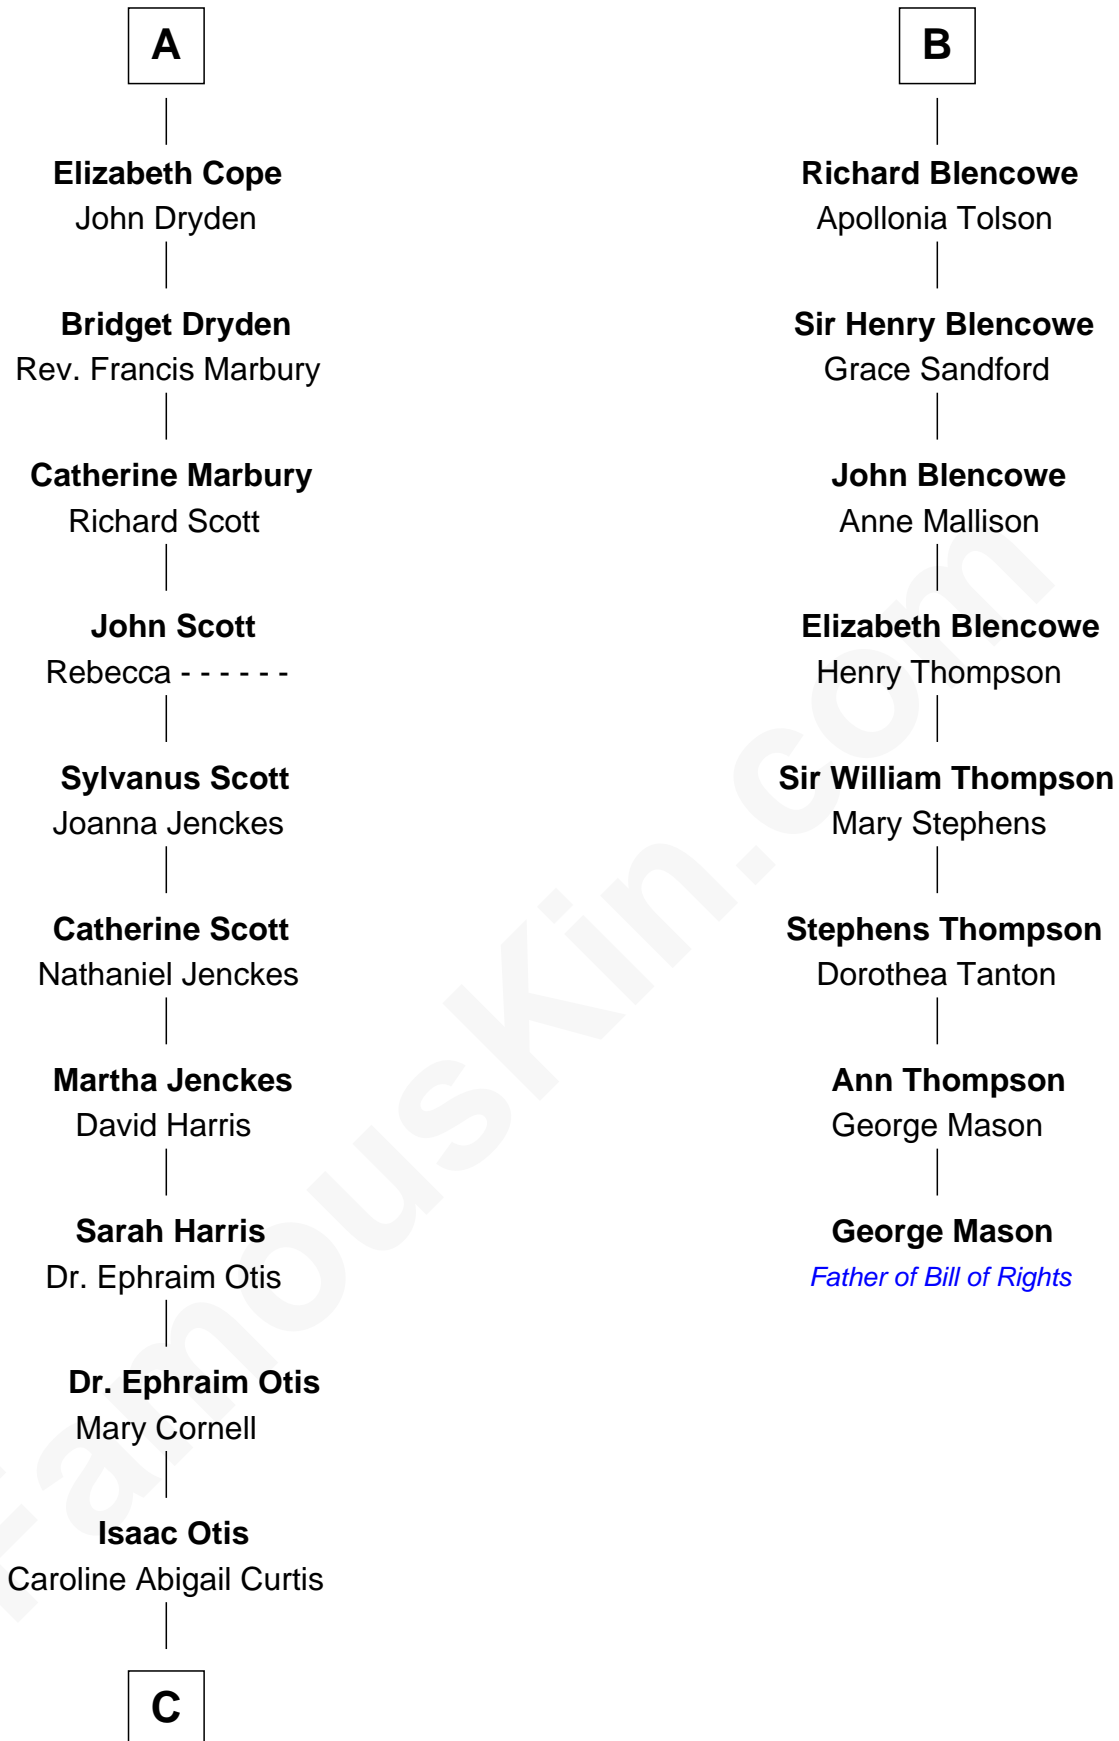 A
Elizabeth Cope
John Dryden
Bridget Dryden
Rev. Francis Marbury
Catherine Marbury
Richard Scott
John Scott
Rebecca - - - - - -
Sylvanus Scott
Joanna Jenckes
Catherine Scott
Nathaniel Jenckes
Martha Jenckes
David Harris
Sarah Harris
Dr. Ephraim Otis
Dr. Ephraim Otis
Mary Cornell
Isaac Otis
Caroline Abigail Curtis
C
B
Richard Blencowe
Apollonia Tolson
Sir Henry Blencowe
Grace Sandford
John Blencowe
Anne Mallison
Elizabeth Blencowe
Henry Thompson
Sir William Thompson
Mary Stephens
Stephens Thompson
Dorothea Tanton
Ann Thompson
George Mason
George Mason
Father of Bill of Rights
FamousKin.com